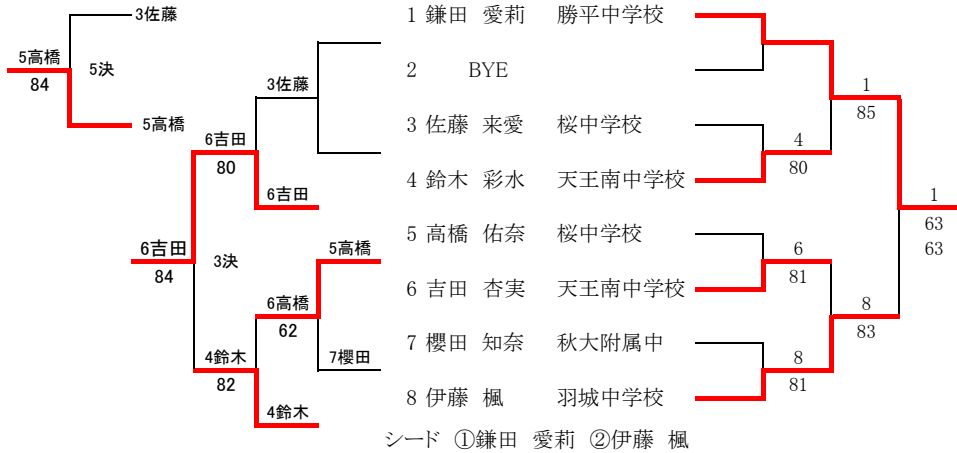 3佐藤
5高橋
84
5決
5高橋
3佐藤
6吉田
80
6吉田
6吉田
84
3決
5高橋
6高橋
62
7櫻田
4鈴木
82
4鈴木
1 鎌田 愛莉 勝平中学校
2 BYE
3 佐藤 来愛 桜中学校
4 鈴木 彩水 天王南中学校
5 高橋 佑奈 桜中学校
6 吉田 杏実 天王南中学校
7 櫻田 知奈 秋大附属中
8 伊藤 楓 羽城中学校
シード ①鎌田 愛莉 ②伊藤 楓
1
85
4
80
1
63
63
6
81
8
83
8
81